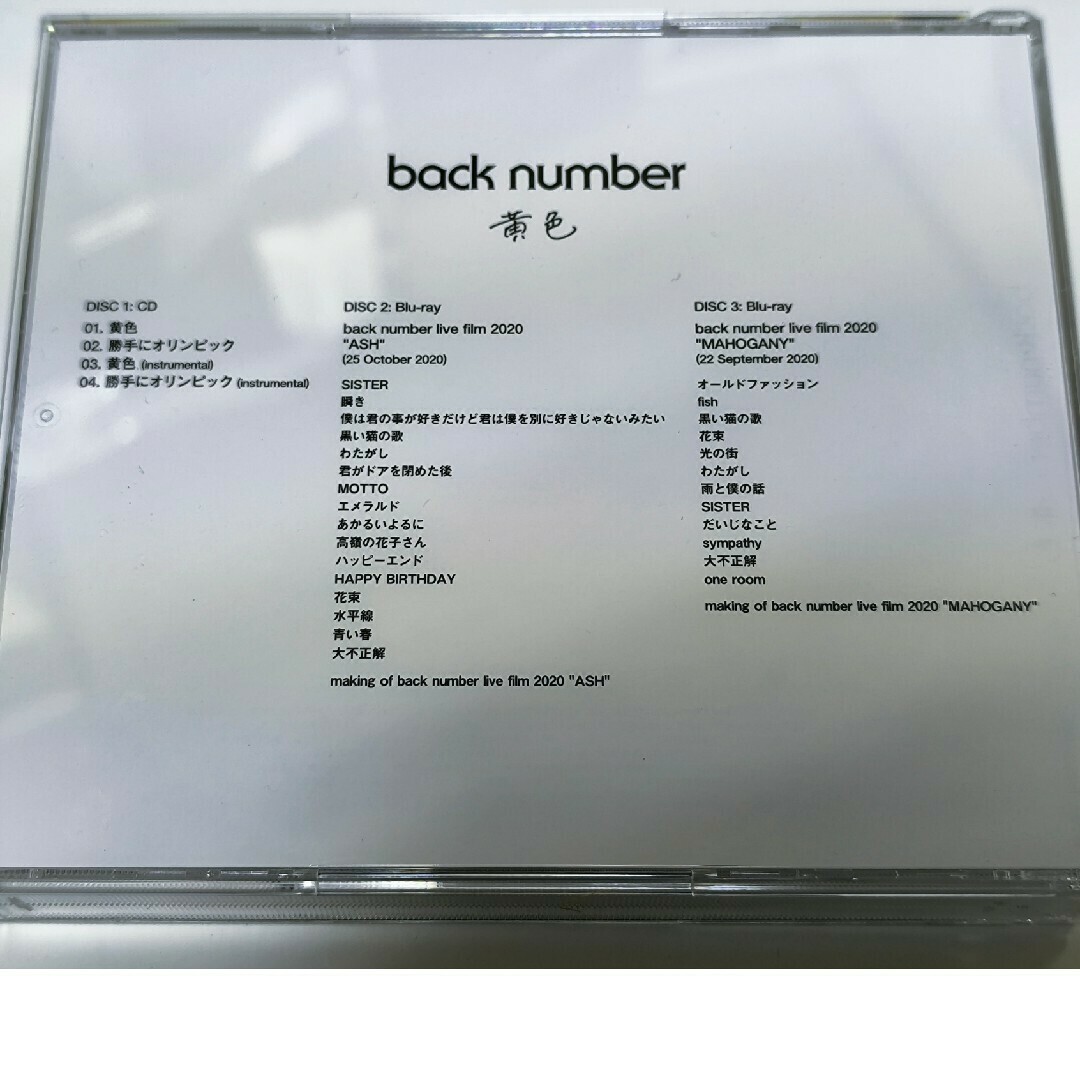 back number
黄色
DISC 1: CD
01. 黄色
02. 勝手にオリンピック
03. 黄色 (instrumental)
04. 勝手にオリンピック (instrumental)
DISC 2: Blu-ray
back number live film 2020
"ASH"
(25 October 2020)
SISTER
瞬き
僕は君の事が好きだけど君は僕を別に好きじゃないみたい
黒い猫の歌
わたがし
君がドアを閉めた後
MOTTO
エメラルド
あかるいよるに
高嶺の花子さん
ハッピーエンド
HAPPY BIRTHDAY
花束
水平線
青い春
大不正解
making of back number live film 2020 "ASH"
DISC 3: Blu-ray
back number live film 2020
"MAHOGANY"
(22 September 2020)
オールドファッション
fish
黒い猫の歌
花束
光の街
わたがし
雨と僕の話
SISTER
だいじなこと
sympathy
大不正解
one room
making of back number live film 2020 "MAHOGANY"